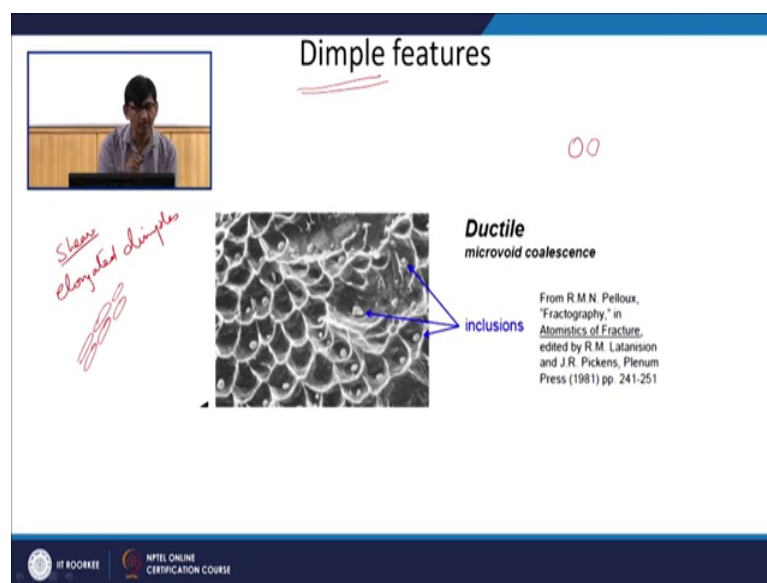 Dimple features
Shear
elongated dimples
Ductile
microvoid coalescence
inclusions
From R.M.N. Pelloux,
"Fractography," in
Atomistics of Fracture,
edited by R.M. Latanision
and J.R. Pickens, Plenum
Press (1981) pp. 241-251
IIT ROORKEE
NPTEL ONLINE
CERTIFICATION COURSE